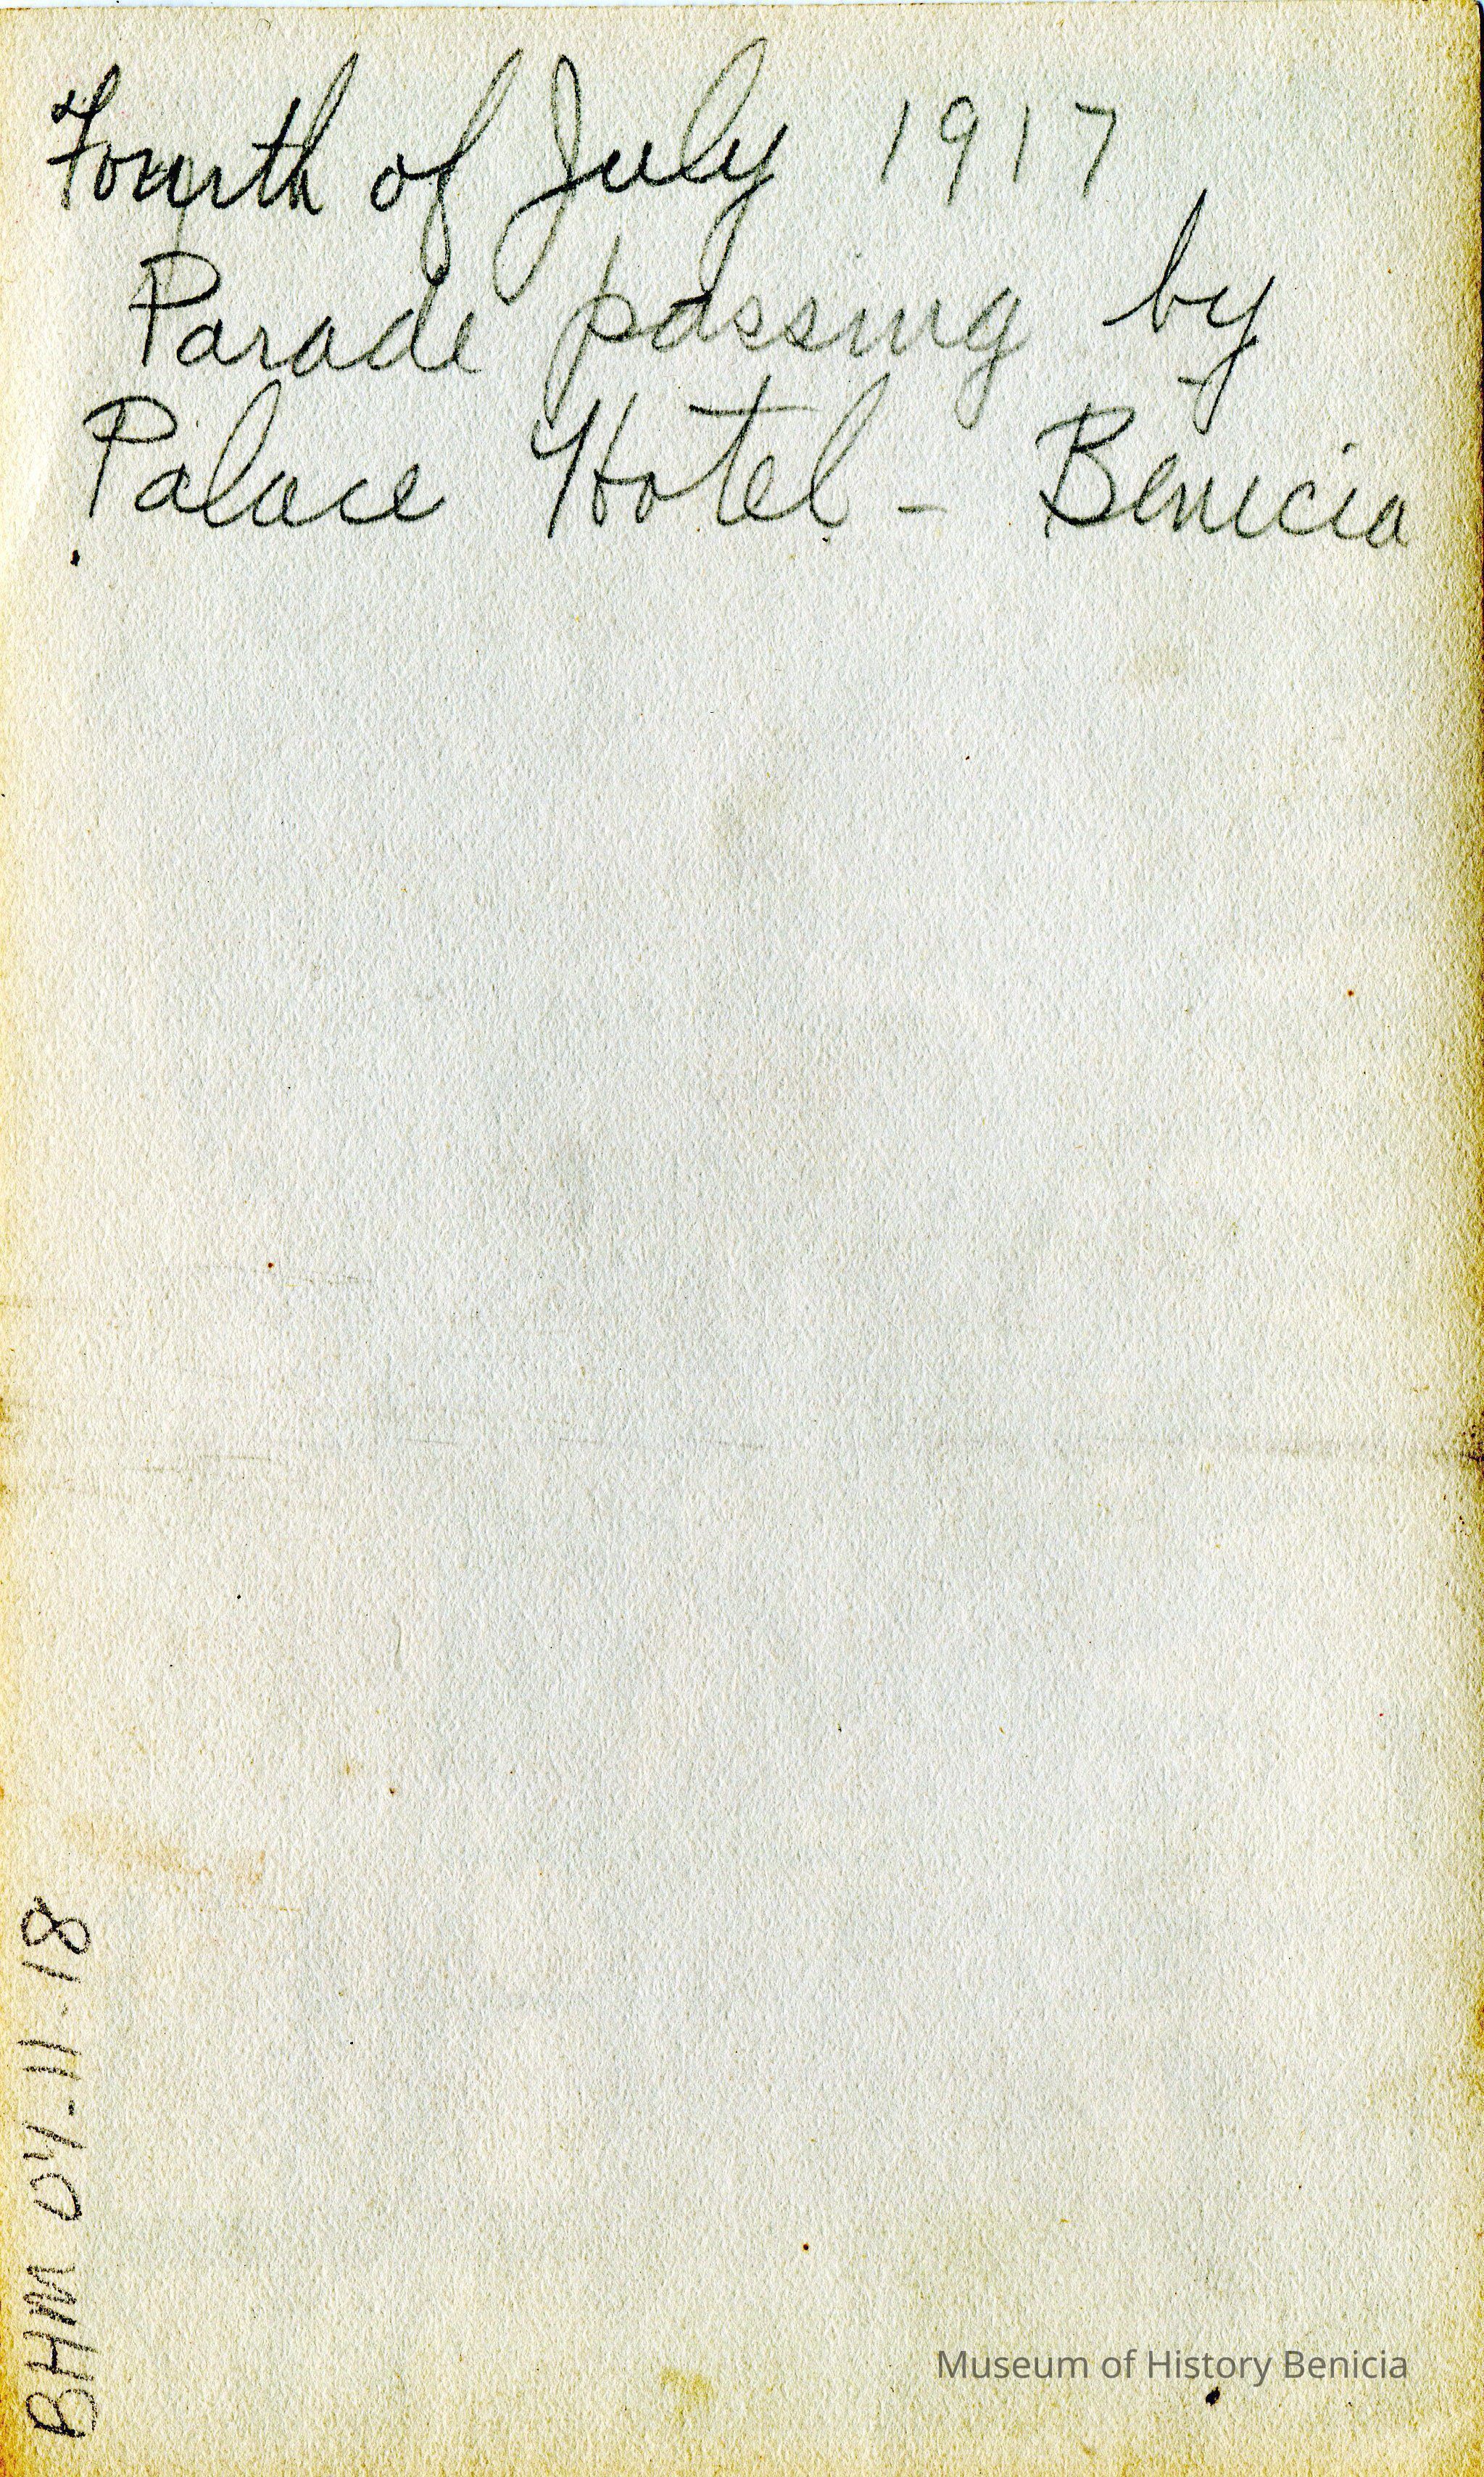 Fourth of July 1917
Parade passing by
Palace Hotel - Benicia
BHM 04-11-18
Museum of History Benicia